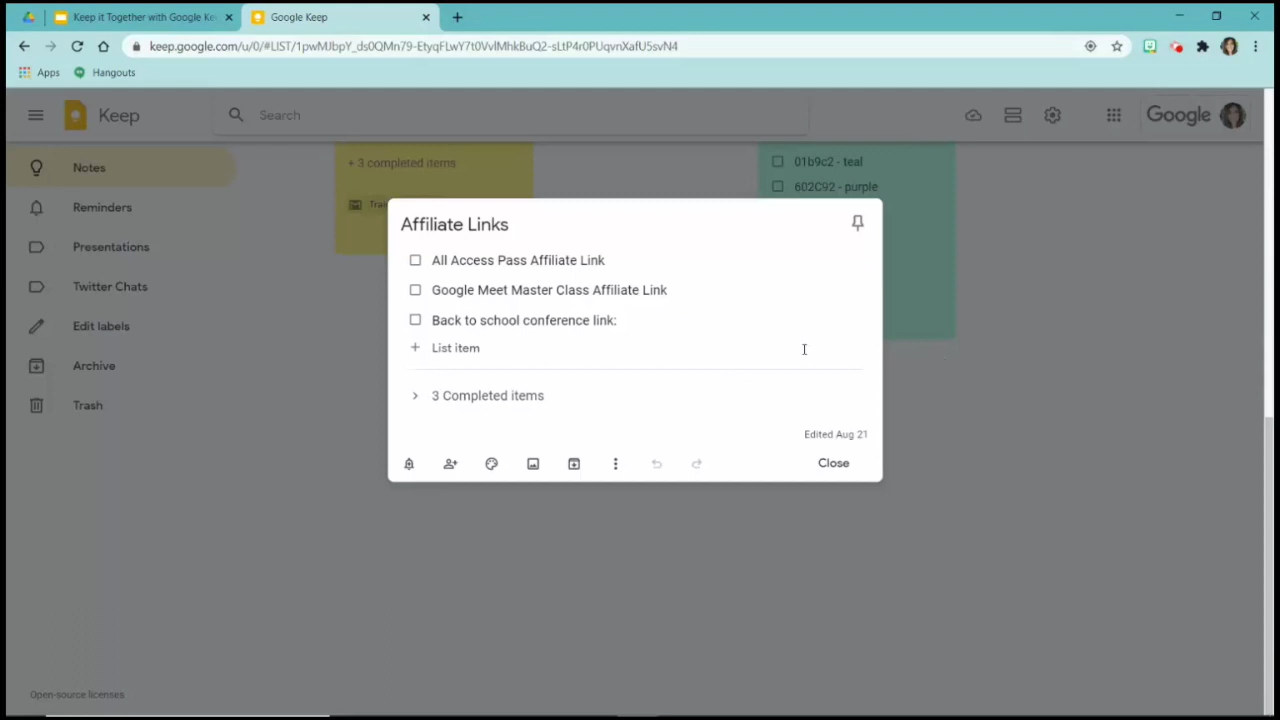 Keep it Together with Google Ke
Google Keep
keep.google.com/u/0/#LIST/1pwMJbpY_ds0QMn79-EtyqFLwY7t0VvlMhkBuQ2-sLtP4r0PUqvnXafU5svN4
Apps
Hangouts
Keep
Search
Google
Notes
Reminders
Presentations
Twitter Chats
Edit labels
Archive
Trash
Open-source licenses
+ 3 completed items
Trai
01b9c2 - teal
602C92 - purple
Affiliate Links
All Access Pass Affiliate Link
Google Meet Master Class Affiliate Link
Back to school conference link:
+ List item
3 Completed items
Edited Aug 21
Close